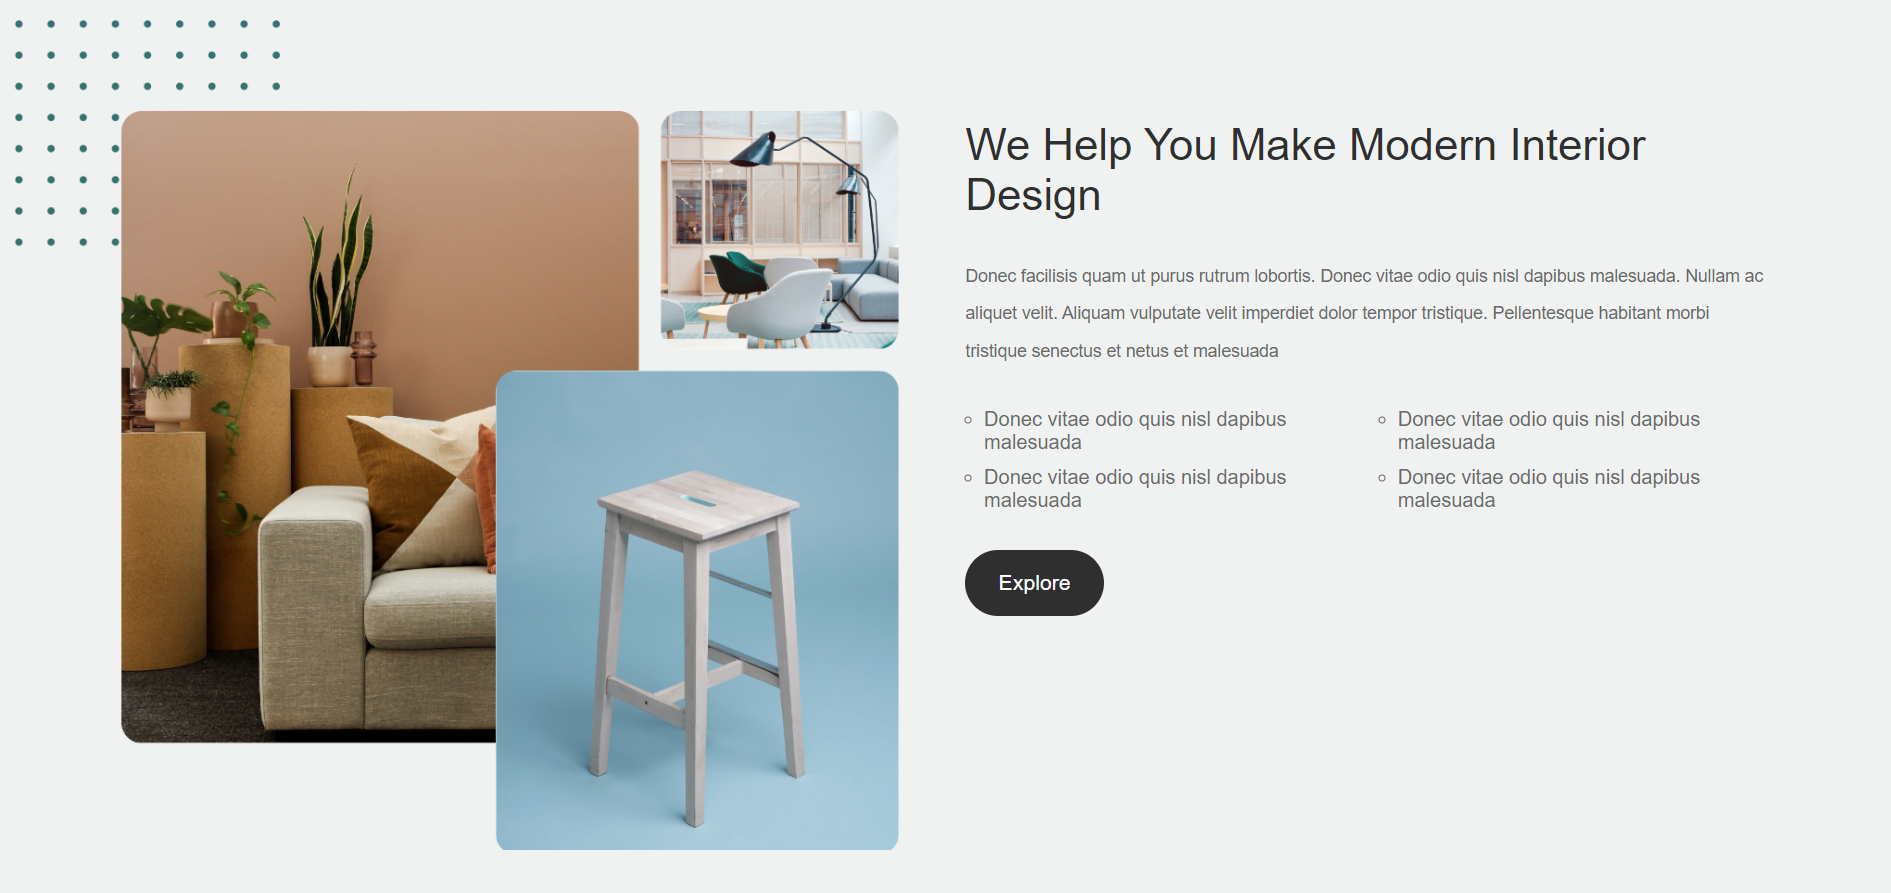 We Help You Make Modern Interior
Design
Donec facilisis quam ut purus rutrum lobortis. Donec vitae odio quis nisl dapibus malesuada. Nullam ac
aliquet velit. Aliquam vulputate velit imperdiet dolor tempor tristique. Pellentesque habitant morbi
tristique senectus et netus et malesuada
Donec vitae odio quis nisl dapibus
malesuada
Donec vitae odio quis nisl dapibus
malesuada
Donec vitae odio quis nisl dapibus
malesuada
Donec vitae odio quis nisl dapibus
malesuada
Explore